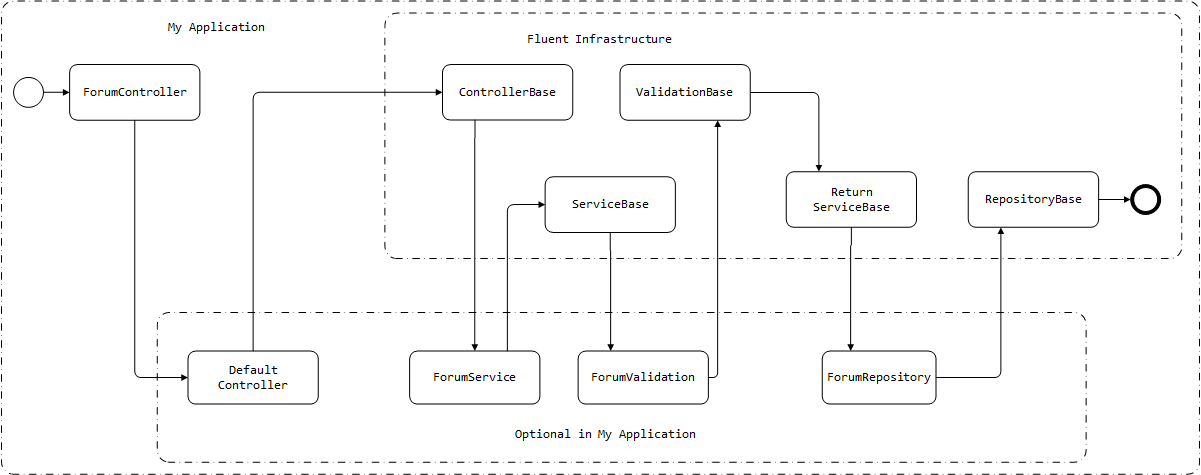 My Application
Fluent Infrastructure
ForumController
ControllerBase
ValidationBase
ServiceBase
Return
ServiceBase
RepositoryBase
Default
Controller
ForumService
ForumValidation
ForumRepository
Optional in My Application